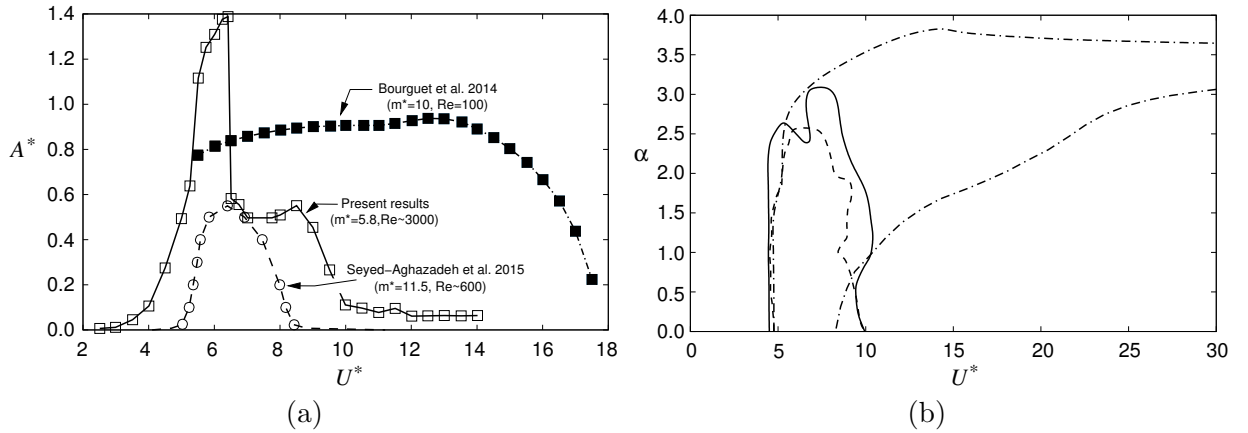 1.4
1.2
1.0
0.8
0.6
0.4
0.2
0.0
A*
2 4 6 8 10 12 14 16 18
U*
Bourguet et al. 2014
(m*=10, Re=100)
Present results
(m*=5.8,Re~3000)
Seyed−Aghazadeh et al. 2015
(m*=11.5, Re~600)
(a)
4.0
3.5
3.0
2.5
2.0
1.5
1.0
0.5
0.0
α
0 5 10 15 20 25 30
U*
(b)